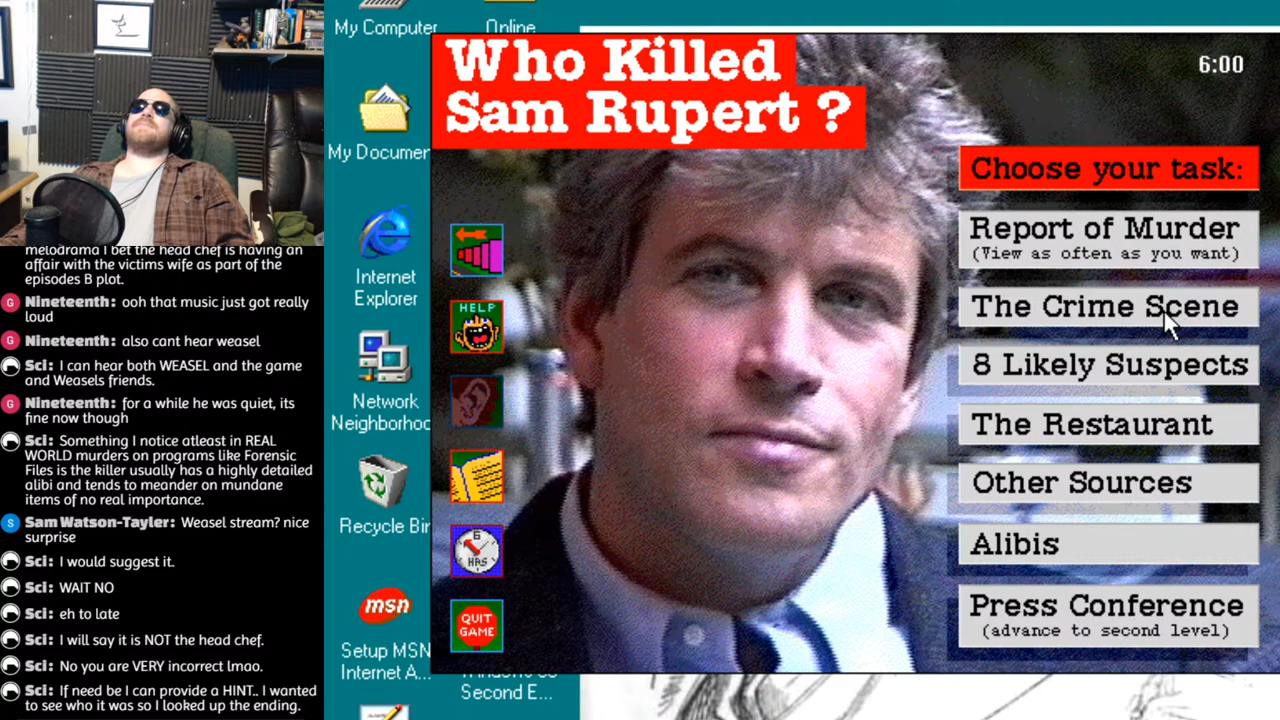 melodrama I bet the head chef is having an
affair with the victims wife as part of the
episodes B plot.
G Nineteenth: ooh that music just got really
loud
G Nineteenth: also cant hear weasel
Sci: I can hear both WEASEL and the game
and Weasels friends.
G Nineteenth: for a while he was quiet, its
fine now though
Sci: Something I notice atleast in REAL
WORLD murders on programs like Forensic
Files is the killer usually has a highly detailed
alibi and tends to meander on mundane
items of no real importance.
S Sam Watson-Tayler: Weasel stream? nice
surprise
Sci: I would suggest it.
Sci: WAIT NO
Sci: eh to late
Sci: I will say it is NOT the head chef.
Sci: No you are VERY incorrect lmao.
Sci: If need be I can provide a HINT.. I wanted
to see who it was so I looked up the ending.
My Computer
Online
My Documen
Internet
Explorer
Network
Neighborhoo
Recycle Bin
msn
Setup MSN
Internet A...
Second E...
Who Killed
Sam Rupert ?
6:00
HELP
6
HRS
QUIT
GAME
Choose your task:
Report of Murder
(View as often as you want)
The Crime Scene
8 Likely Suspects
The Restaurant
Other Sources
Alibis
Press Conference
(advance to second level)